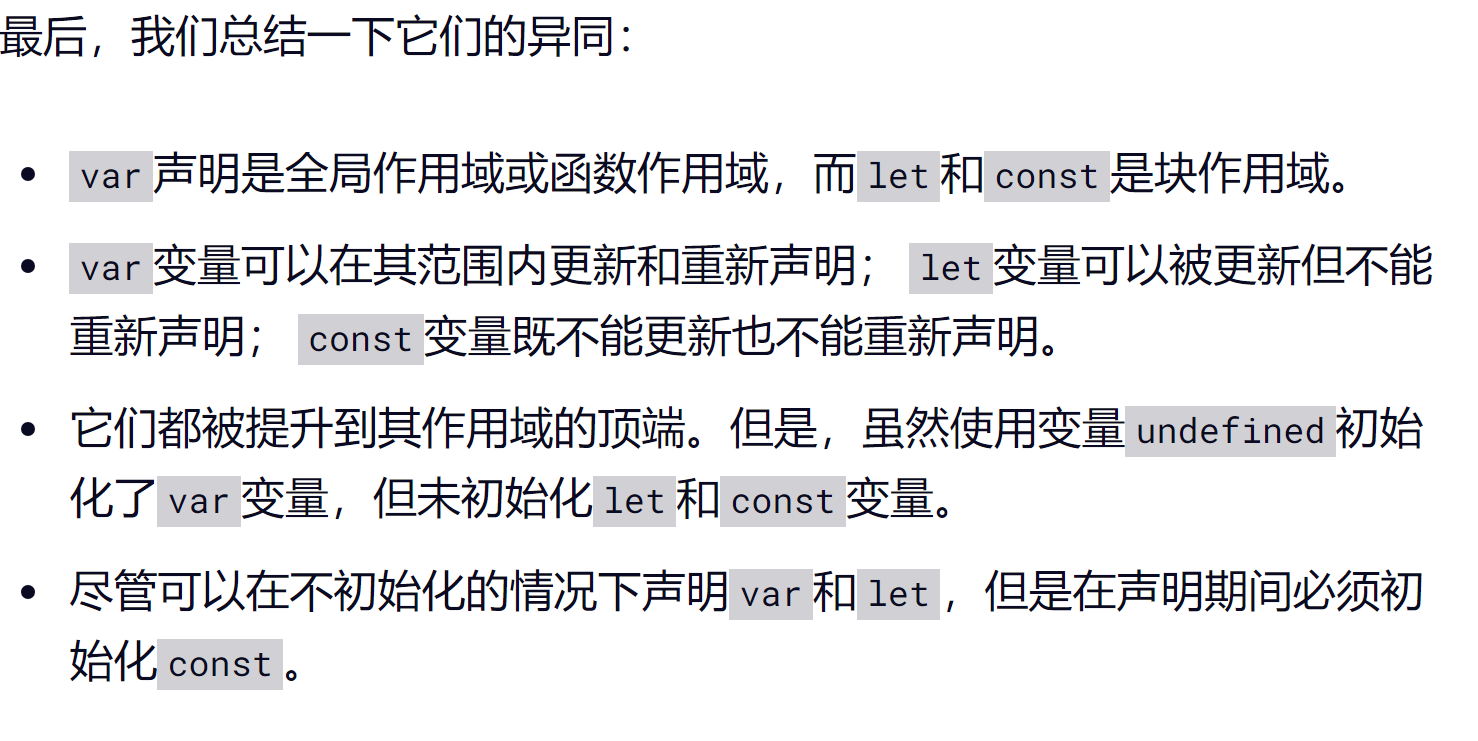 最后，我们总结一下它们的异同：
• var声明是全局作用域或函数作用域，而let和const是块作用域。
• var变量可以在其范围内更新和重新声明； let变量可以被更新但不能
重新声明； const变量既不能更新也不能重新声明。
• 它们都被提升到其作用域的顶端。但是，虽然使用变量undefined初始
化了var变量，但未初始化let和const变量。
• 尽管可以在不初始化的情况下声明var和let，但是在声明期间必须初
始化const。